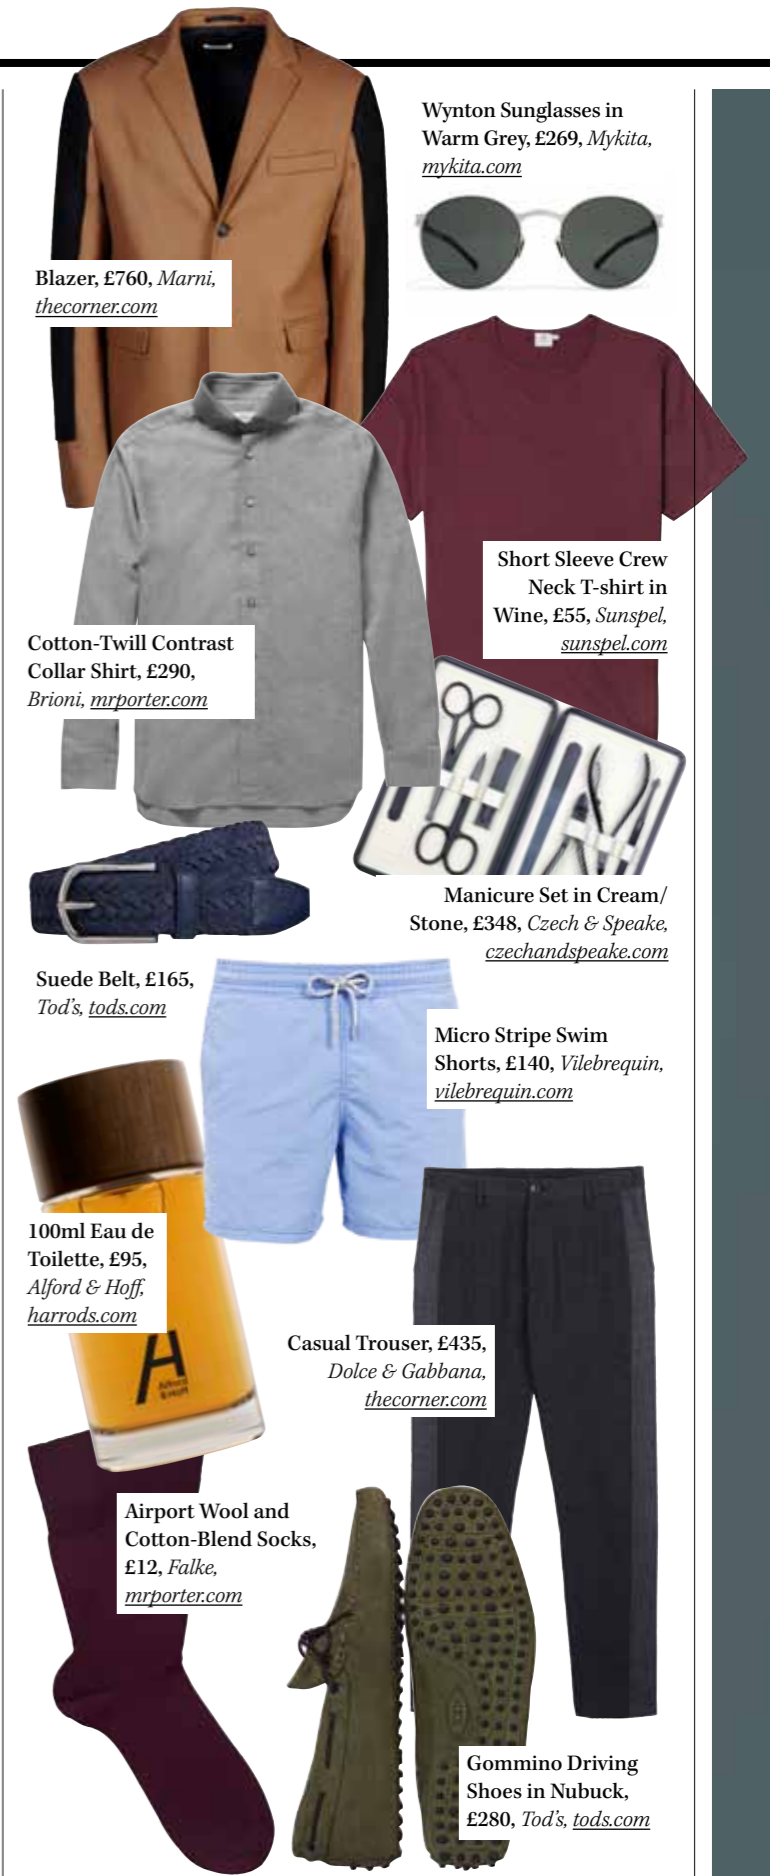 Wynton Sunglasses in
Warm Grey, £269, Mykita,
mykita.com
Blazer, £760, Marni,
thecorner.com
Short Sleeve Crew
Neck T-shirt in
Wine, £55, Sunspel,
sunspel.com
Cotton-Twill Contrast
Collar Shirt, £290,
Brioni, mrporter.com
Manicure Set in Cream/
Stone, £348, Czech & Speake,
czechandspeake.com
Suede Belt, £165,
Tod's, tods.com
Micro Stripe Swim
Shorts, £140, Vilebrequin,
vilebrequin.com
100ml Eau de
Toilette, £95,
Alford & Hoff,
harrods.com
A
Alford
& Hoff
Casual Trouser, £435,
Dolce & Gabbana,
thecorner.com
Airport Wool and
Cotton-Blend Socks,
£12, Falke,
mrporter.com
Gommino Driving
Shoes in Nubuck,
£280, Tod's, tods.com